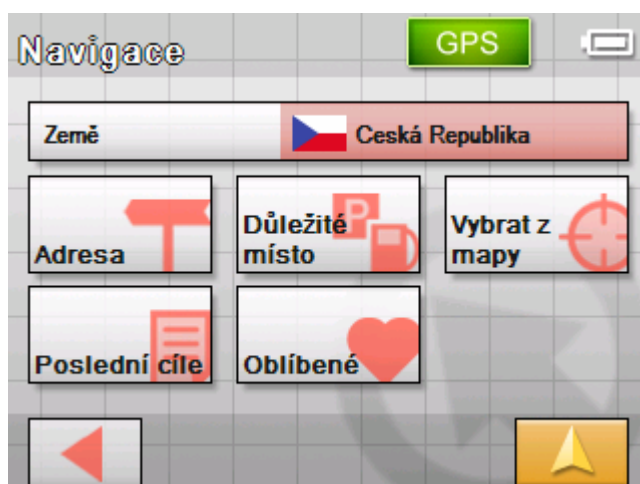 Navigace
GPS
Země
Ceská Republika
Adresa
Důležité
místo
Vybrat z
mapy
Poslední cíle
Oblíbené